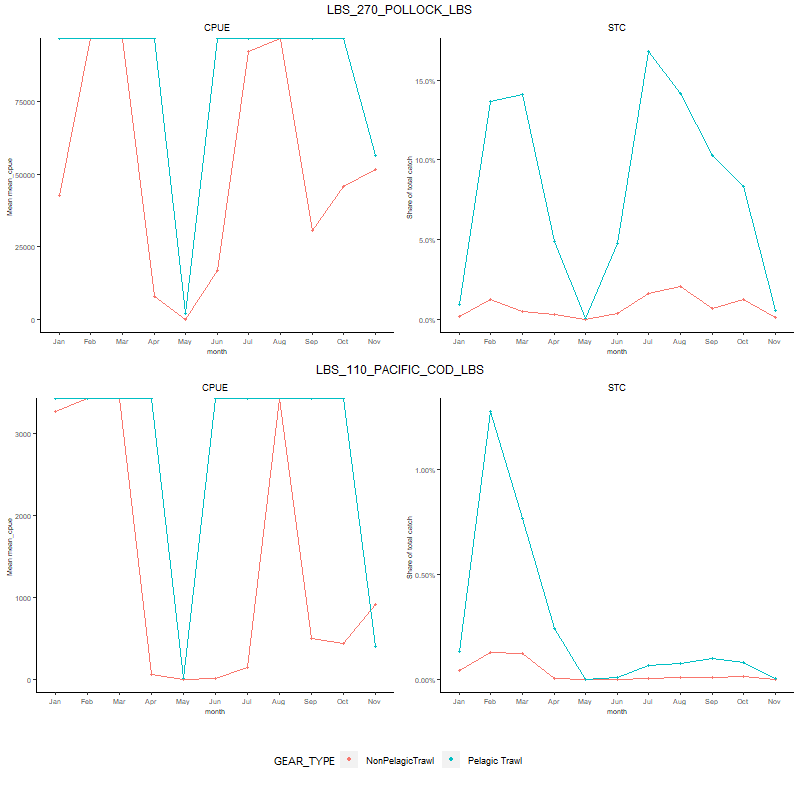 LBS_270_POLLOCK_LBS
CPUE
STC
Mean mean_cpue
75000
50000
25000
0
Jan Feb Mar Apr May Jun Jul Aug Sep Oct Nov
month
Share of total catch
15.0%
10.0%
5.0%
0.0%
Jan Feb Mar Apr May Jun Jul Aug Sep Oct Nov
month
LBS_110_PACIFIC_COD_LBS
CPUE
STC
Mean mean_cpue
3000
2000
1000
0
Jan Feb Mar Apr May Jun Jul Aug Sep Oct Nov
month
Share of total catch
1.00%
0.50%
0.00%
Jan Feb Mar Apr May Jun Jul Aug Sep Oct Nov
month
GEAR_TYPE NonPelagicTrawl Pelagic Trawl